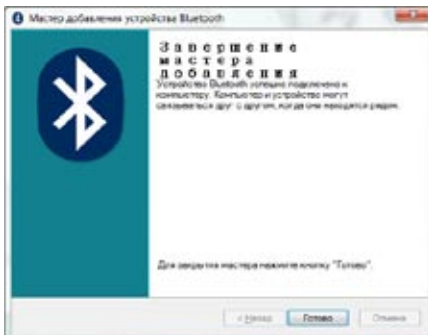 Мастер добавления устройства Bluetooth
Завершение
мастера
добавления
Устройство Bluetooth успешно подключено к
компьютеру. Компьютер и устройство могут
связываться друг с другом, когда они находятся рядом.
Для закрытия мастера нажмите кнопку "Готово".
< Назад Готово Отмена